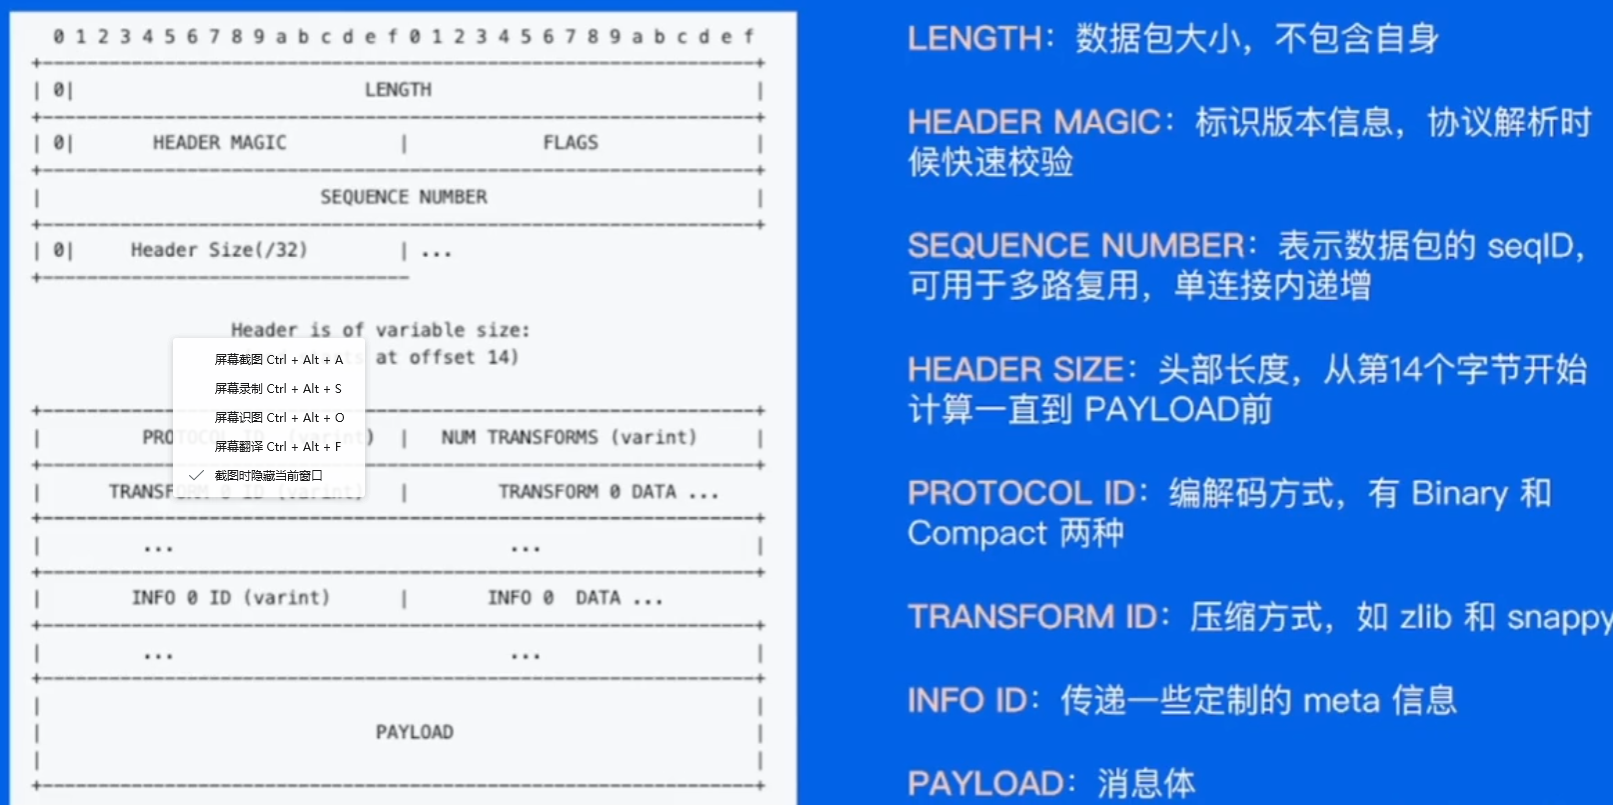 0 1 2 3 4 5 6 7 8 9 a b c d e f 0 1 2 3 4 5 6 7 8 9 a b c d e f
| 0| LENGTH |
| 0| HEADER MAGIC | FLAGS |
| SEQUENCE NUMBER |
| 0| Header Size(/32) | ...
Header is of variable size:
at offset 14)
屏幕截图 Ctrl + Alt + A
屏幕录制 Ctrl + Alt + S
屏幕识图 Ctrl + Alt + O
屏幕翻译 Ctrl + Alt + F
截图时隐藏当前窗口
| PROTOCOL ID (varint) | NUM TRANSFORMS (varint) |
| TRANSFORM 0 ID (varint) | TRANSFORM 0 DATA ...
| ... ... |
| INFO 0 ID (varint) | INFO 0 DATA ...
| ... ... |
PAYLOAD
LENGTH：数据包大小，不包含自身
HEADER MAGIC：标识版本信息，协议解析时
候快速校验
SEQUENCE NUMBER：表示数据包的 seqID，
可用于多路复用，单连接内递增
HEADER SIZE：头部长度，从第14个字节开始
计算一直到 PAYLOAD前
PROTOCOL ID：编解码方式，有 Binary 和
Compact 两种
TRANSFORM ID：压缩方式，如 zlib 和 snappy
INFO ID：传递一些定制的 meta 信息
PAYLOAD：消息体